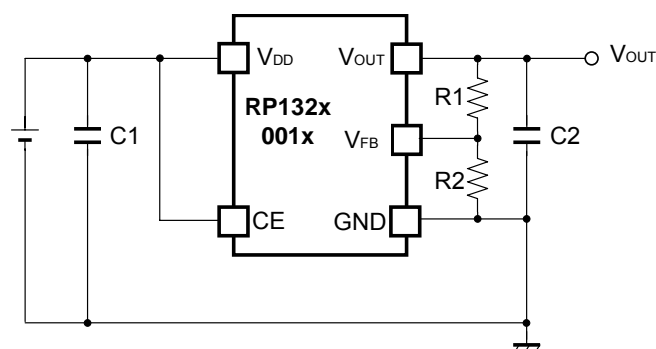 VDD
VOUT
VOUT
R1
RP132x
001x
C1
VFB
C2
R2
CE
GND